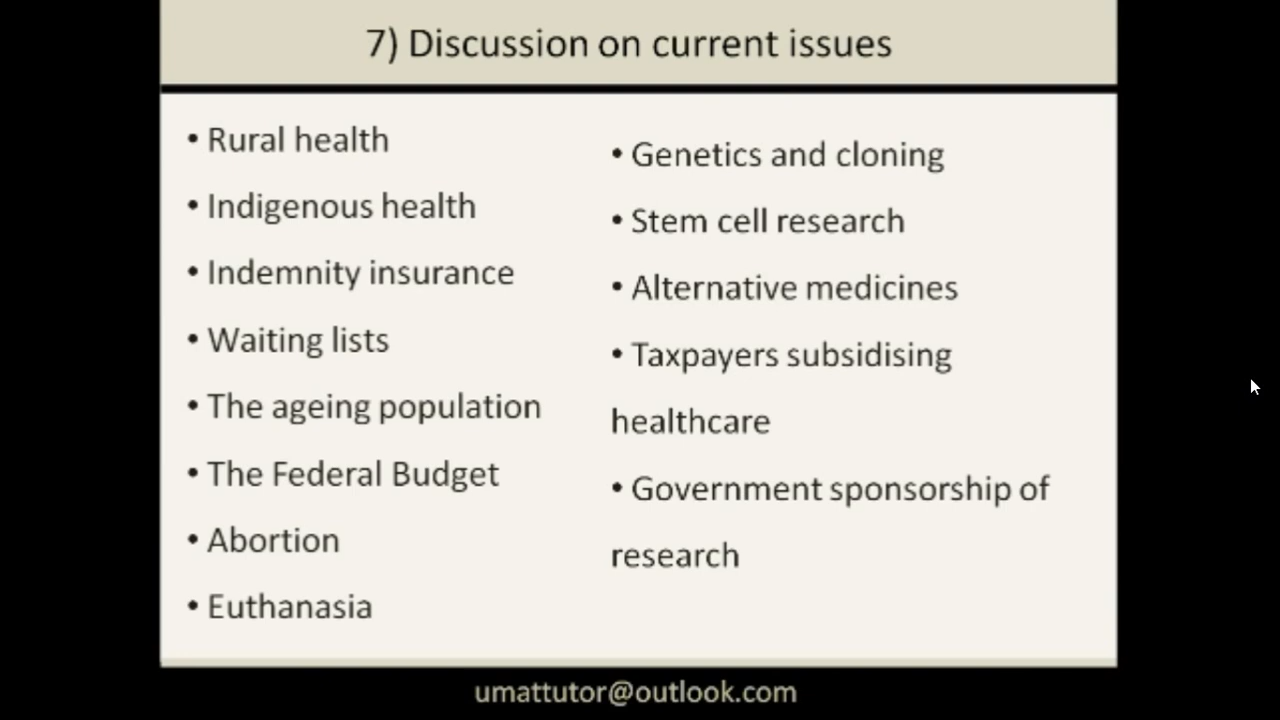 7) Discussion on current issues
• Rural health
• Indigenous health
• Indemnity insurance
• Waiting lists
• The ageing population
• The Federal Budget
• Abortion
• Euthanasia
• Genetics and cloning
• Stem cell research
• Alternative medicines
• Taxpayers subsidising
healthcare
• Government sponsorship of
research
umattutor@outlook.com